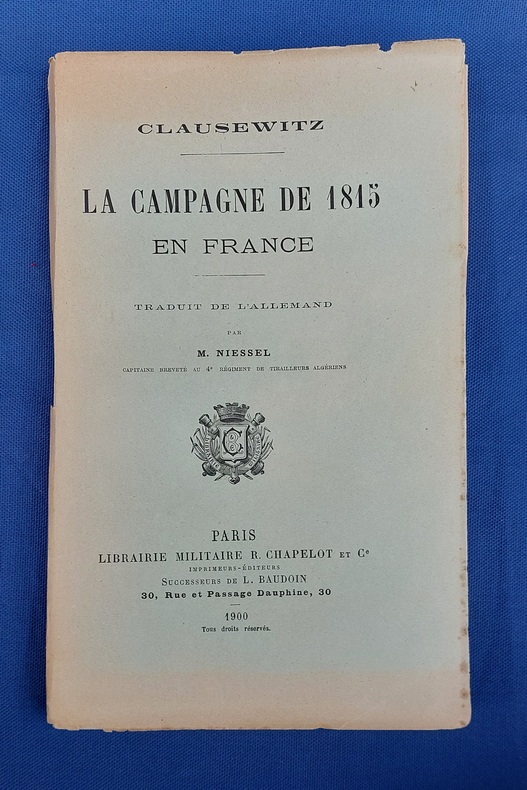 CLAUSEWITZ
LA CAMPAGNE DE 1815
EN FRANCE
TRADUIT DE L'ALLEMAND
PAR
M. NIESSEL
CAPITAINE BREVETÉ AU 4e RÉGIMENT DE TIRAILLEURS ALGÉRIENS
PARIS
LIBRAIRIE MILITAIRE R. CHAPELOT ET Ce
IMPRIMEURS-ÉDITEURS
SUCCESSEURS DE L. BAUDOIN
30, Rue et Passage Dauphine, 30
1900
Tous droits réservés.